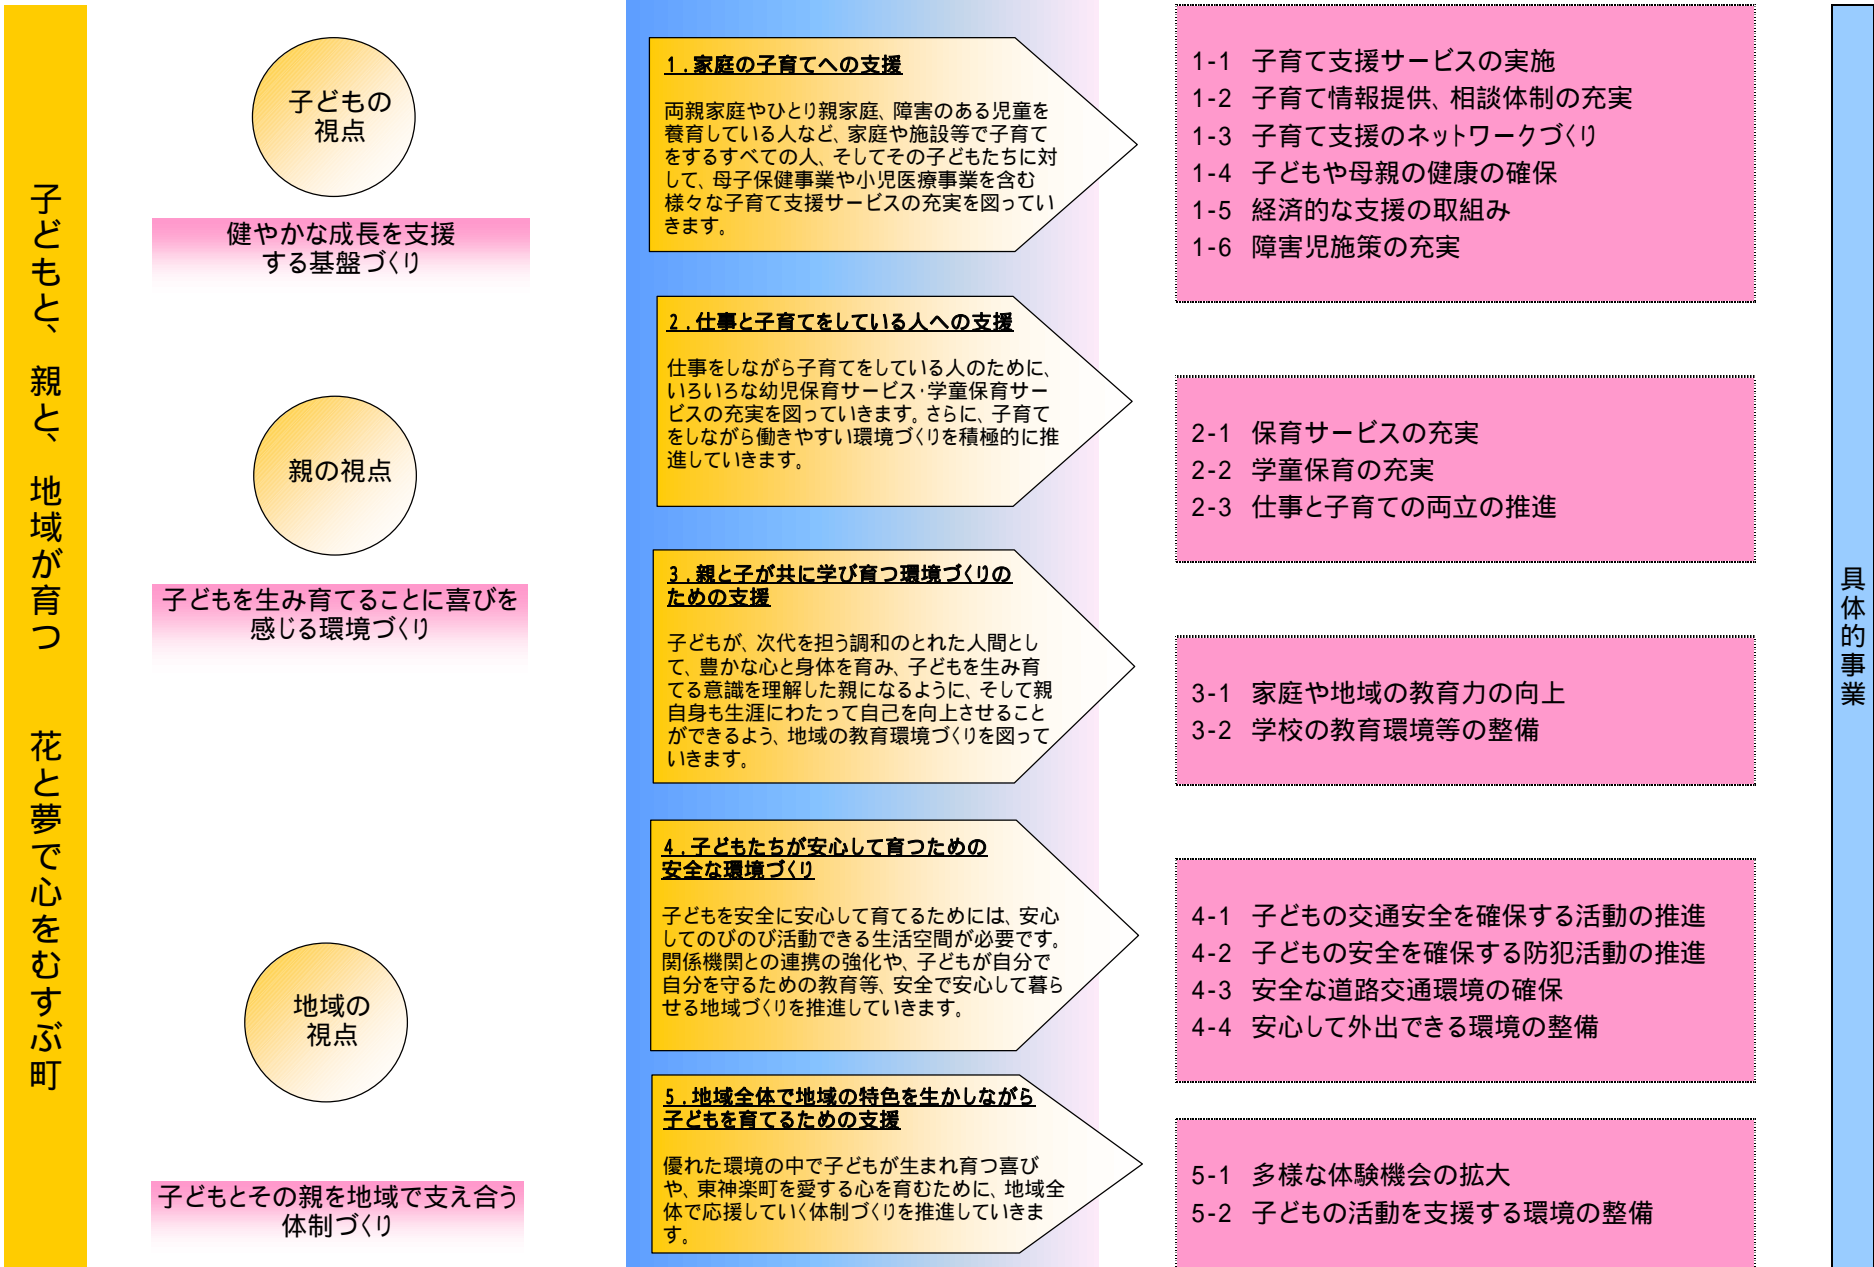 子どもと、親と、地域が育つ　花と夢で心をむすぶ町
子どもの
視点
健やかな成長を支援
する基盤づくり
親の視点
子どもを生み育てることに喜びを
感じる環境づくり
地域の
視点
子どもとその親を地域で支え合う
体制づくり
1．家庭の子育てへの支援
両親家庭やひとり親家庭、障害のある児童を
養育している人など、家庭や施設等で子育て
をするすべての人、そしてその子どもたちに対
して、母子保健事業や小児医療事業を含む
様々な子育て支援サービスの充実を図ってい
きます。
2．仕事と子育てをしている人への支援
仕事をしながら子育てをしている人のために、
いろいろな幼児保育サービス・学童保育サー
ビスの充実を図っていきます。さらに、子育て
をしながら働きやすい環境づくりを積極的に推
進していきます。
3．親と子が共に学び育つ環境づくりの
ための支援
子どもが、次代を担う調和のとれた人間とし
て、豊かな心と身体を育み、子どもを生み育
てる意識を理解した親になるように、そして親
自身も生涯にわたって自己を向上させること
ができるよう、地域の教育環境づくりを図って
いきます。
4．子どもたちが安心して育つための
安全な環境づくり
子どもを安全に安心して育てるためには、安心
してのびのび活動できる生活空間が必要です。
関係機関との連携の強化や、子どもが自分で
自分を守るための教育等、安全で安心して暮ら
せる地域づくりを推進していきます。
5．地域全体で地域の特色を生かしながら
子どもを育てるための支援
優れた環境の中で子どもが生まれ育つ喜び
や、東神楽町を愛する心を育むために、地域全
体で応援していく体制づくりを推進していきま
す。
1-1 子育て支援サービスの実施
1-2 子育て情報提供、相談体制の充実
1-3 子育て支援のネットワークづくり
1-4 子どもや母親の健康の確保
1-5 経済的な支援の取組み
1-6 障害児施策の充実
2-1 保育サービスの充実
2-2 学童保育の充実
2-3 仕事と子育ての両立の推進
3-1 家庭や地域の教育力の向上
3-2 学校の教育環境等の整備
4-1 子どもの交通安全を確保する活動の推進
4-2 子どもの安全を確保する防犯活動の推進
4-3 安全な道路交通環境の確保
4-4 安心して外出できる環境の整備
5-1 多様な体験機会の拡大
5-2 子どもの活動を支援する環境の整備
具体的事業